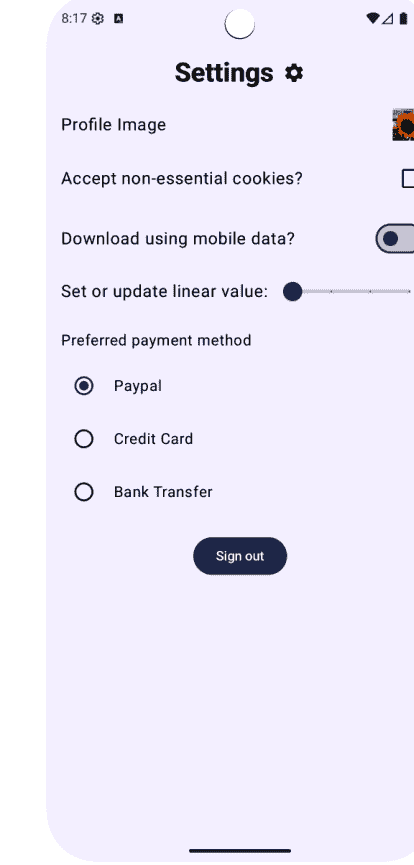 8:17
Settings
Profile Image
Accept non-essential cookies?
Download using mobile data?
Set or update linear value:
Preferred payment method
Paypal
Credit Card
Bank Transfer
Sign out